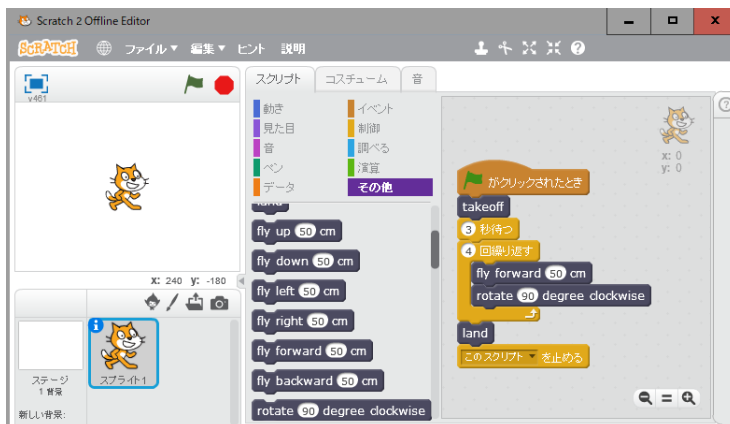 Scratch 2 Offline Editor
SCRATCH ファイル▼ 編集▼ ヒント 説明
v461
スクリプト コスチューム 音
動き イベント
見た目 制御
音 調べる
ペン 演算
データ その他
land
fly up 50 cm
fly down 50 cm
fly left 50 cm
fly right 50 cm
fly forward 50 cm
fly backward 50 cm
rotate 90 degree clockwise
x: 240 y: -180
ステージ
1 背景
新しい背景:
スプライト1
x: 0
y: 0
がクリックされたとき
takeoff
3 秒待つ
4 回繰り返す
fly forward 50 cm
rotate 90 degree clockwise
land
このスクリプト▼ を止める